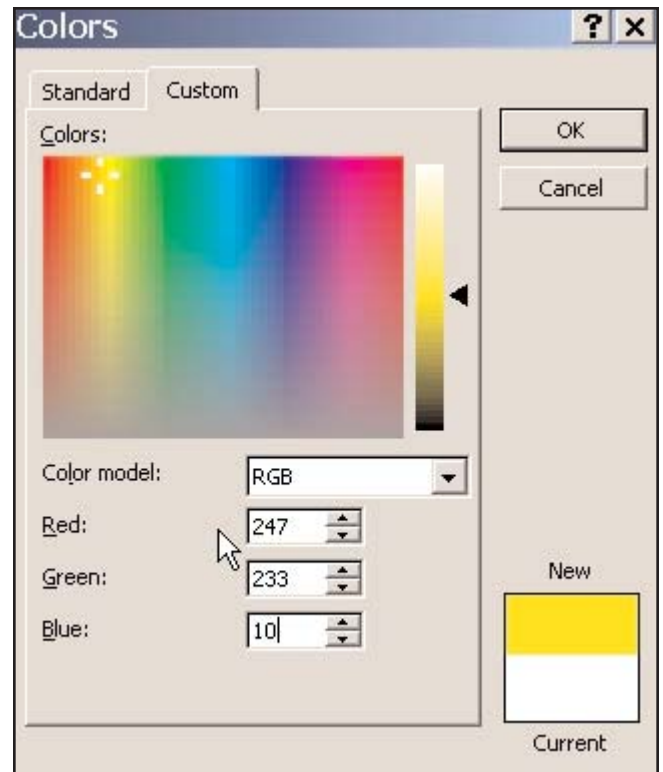 Colors
Standard Custom
Colors:
OK
Cancel
Color model: RGB
Red: 247
Green: 233
Blue: 10
New
Current